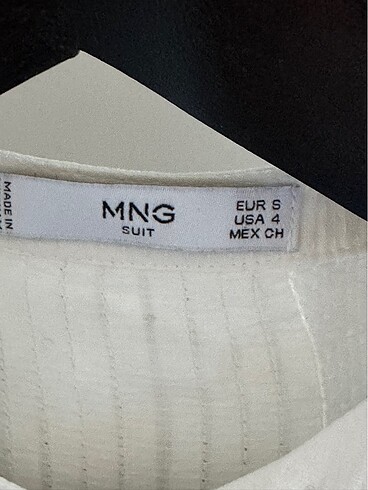 MADE IN
MNG
SUIT
EUR S
USA 4
MEX CH